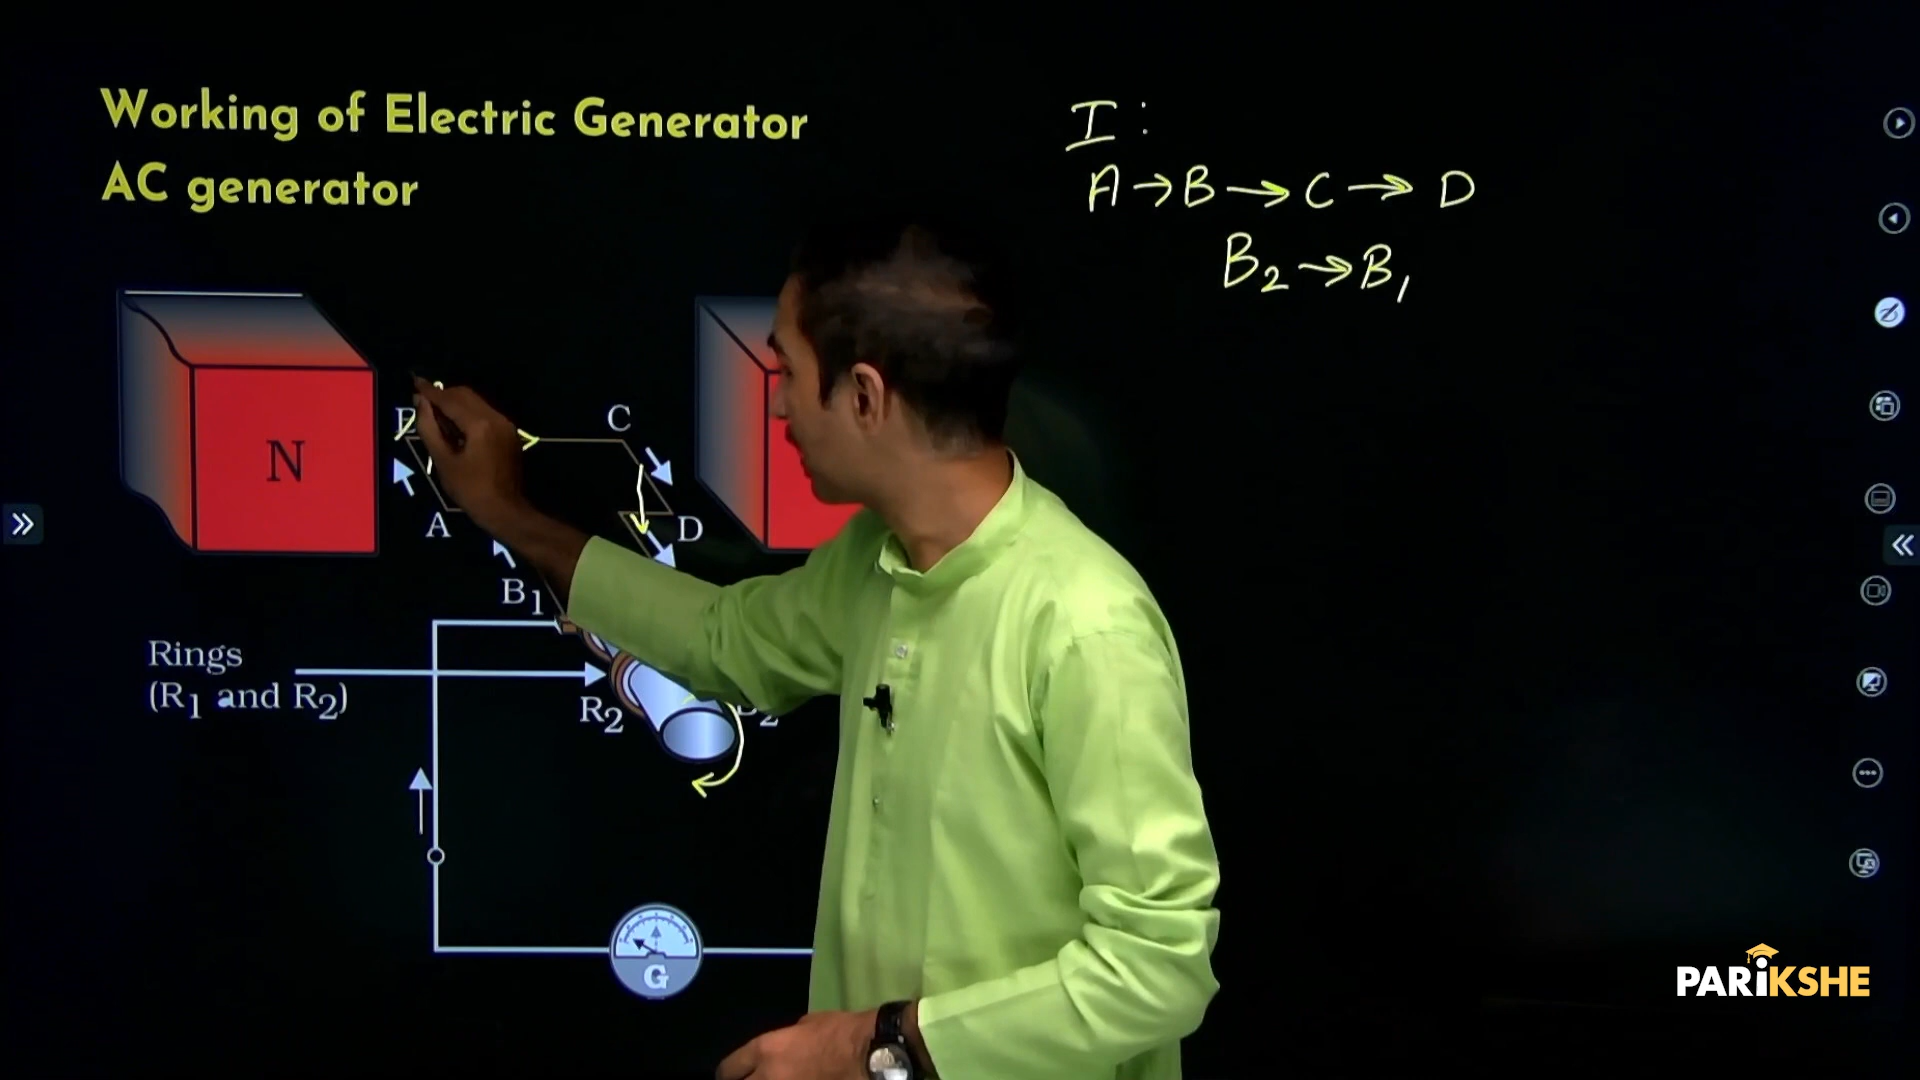 Working of Electric Generator
AC generator
I :
A → B → C → D
B2 → B1
N
C
A
D
B1
Rings
(R1 and R2)
R2
G
PARiKSHE